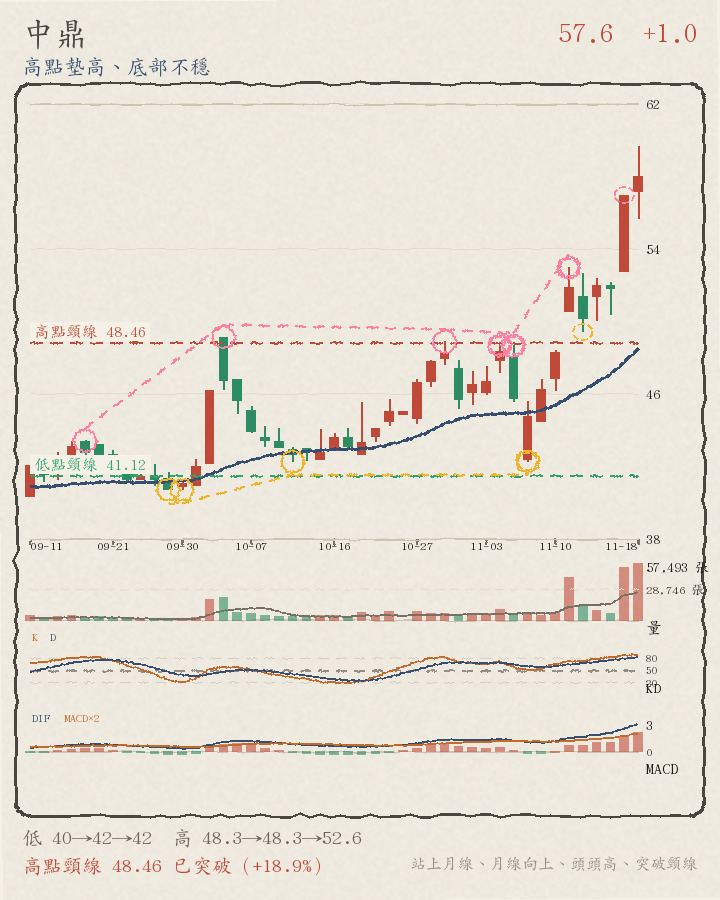 中鼎 57.6 +1.0
高點墊高、底部不穩
62
54
高點頸線 48.46
46
低點頸線 41.12
38
09-11 09-21 09-30 10-07 10-16 10-27 11-03 11-10 11-18
57,493 張
28,746 張
量
K D
80
50
20
KD
DIF MACD×2
3
0
MACD
低 40→42→42 高 48.3→48.3→52.6
高點頸線 48.46 已突破 (+18.9%) 站上月線、月線向上、頭頭高、突破頸線